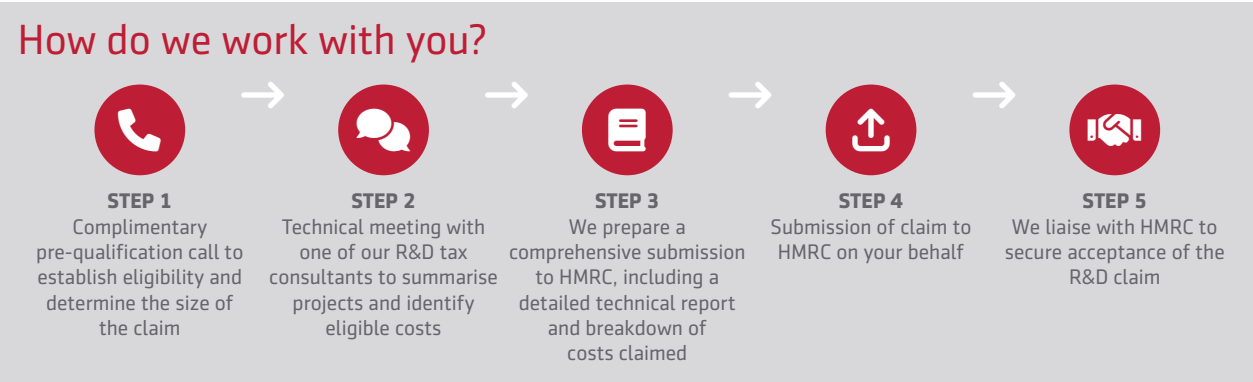 How do we work with you?
STEP 1
Complimentary
pre-qualification call to
establish eligibility and
determine the size of
the claim
STEP 2
Technical meeting with
one of our R&D tax
consultants to summarise
projects and identify
eligible costs
STEP 3
We prepare a
comprehensive submission
to HMRC, including a
detailed technical report
and breakdown of
costs claimed
STEP 4
Submission of claim to
HMRC on your behalf
STEP 5
We liaise with HMRC to
secure acceptance of the
R&D claim